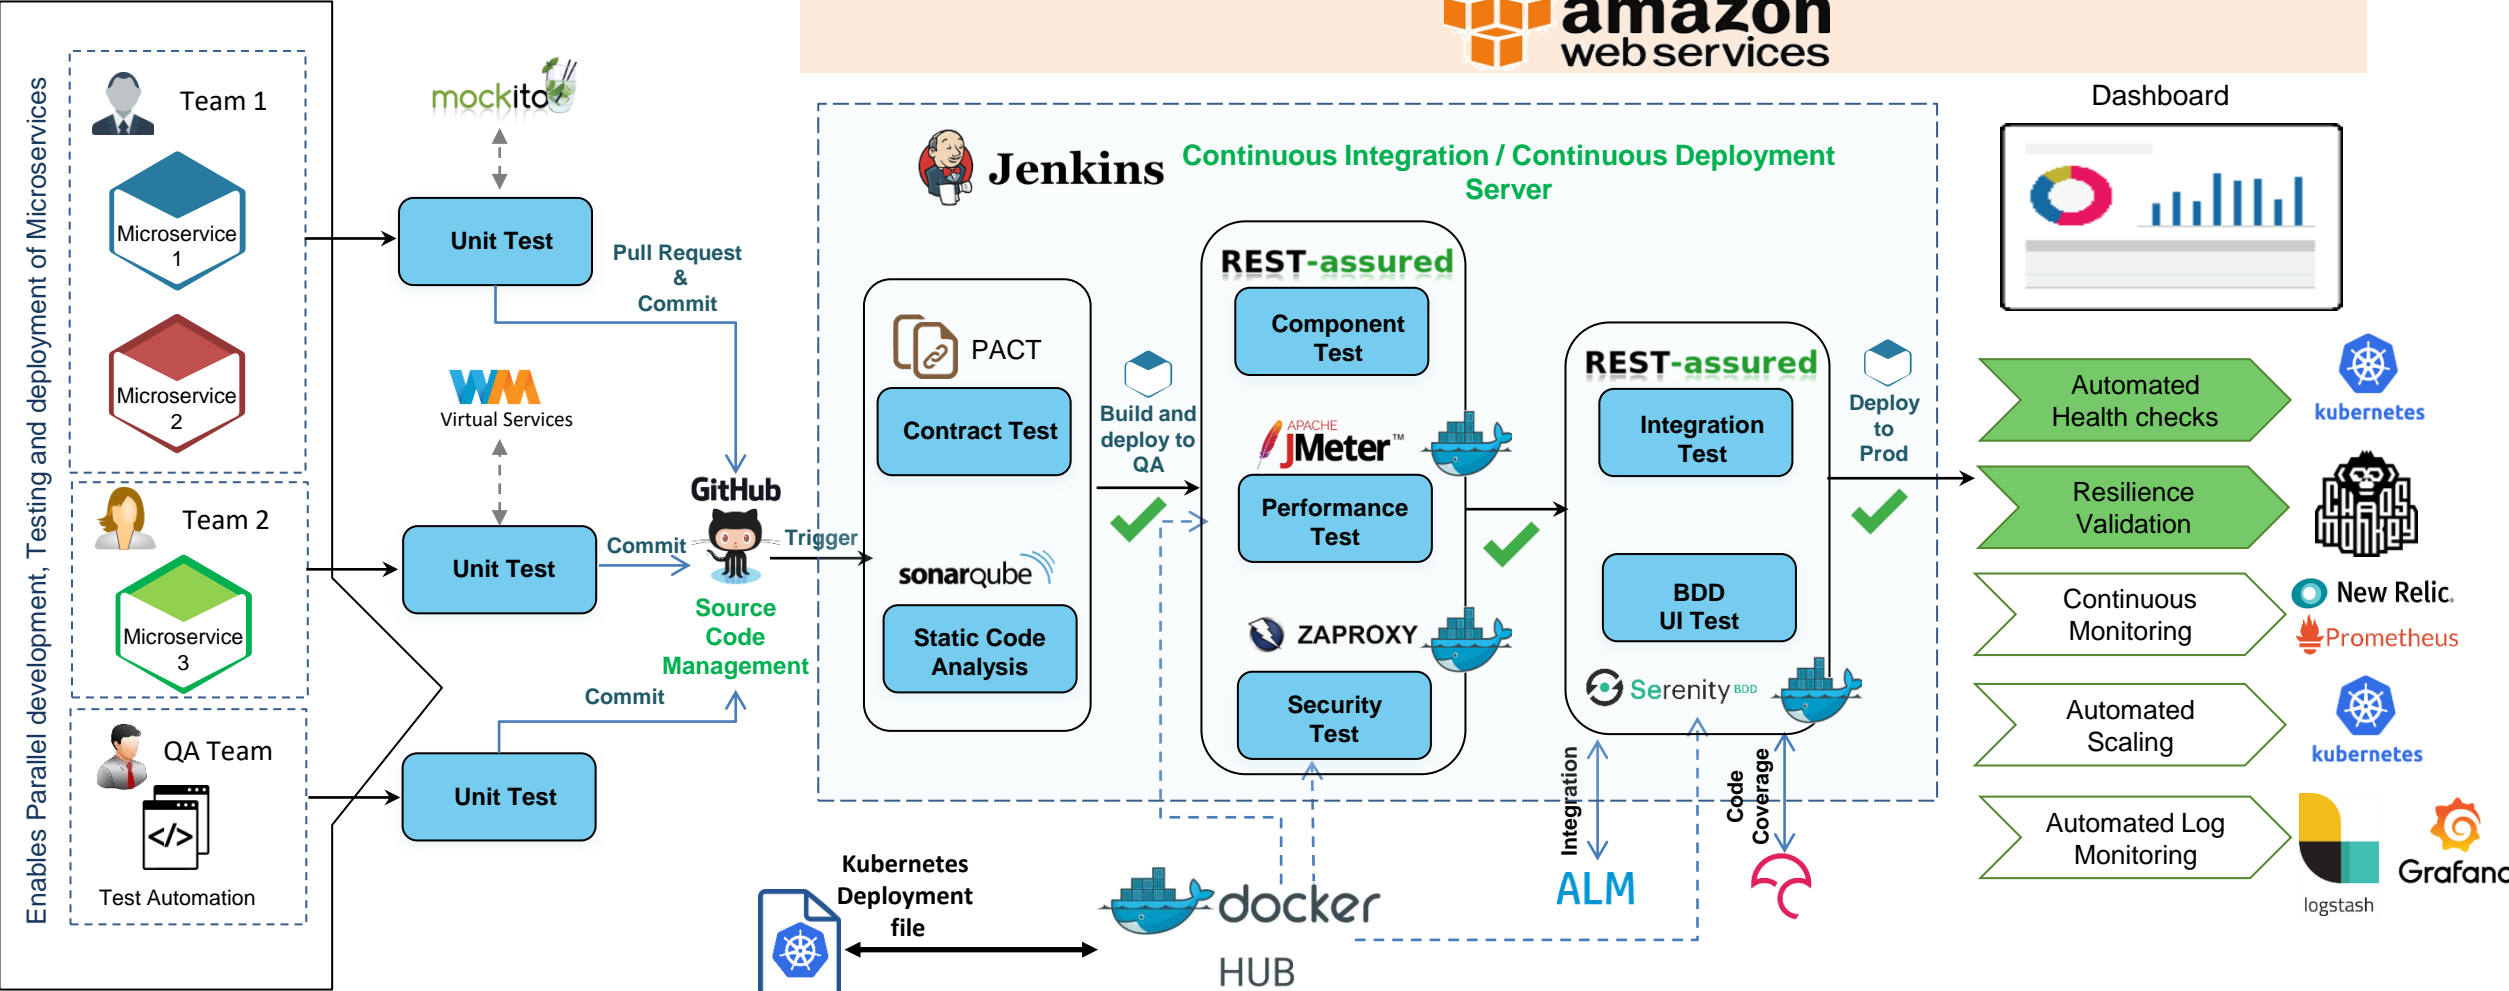 amazon
web services
Enables Parallel development, Testing and deployment of Microservices
Team 1
Microservice
1
Microservice
2
Team 2
Microservice
3
QA Team
</>
Test Automation
mockito
Unit Test
Pull Request
&
Commit
WM
Virtual Services
Unit Test
Commit
GitHub
Trigger
Source
Code
Management
Commit
Unit Test
Jenkins
Continuous Integration / Continuous Deployment
Server
PACT
Contract Test
sonarqube
Static Code
Analysis
Build and
deploy to
QA
REST-assured
Component
Test
APACHE
JMeter™
Performance
Test
ZAPROXY
Security
Test
REST-assured
Integration
Test
BDD
UI Test
Serenity BDD
Deploy
to
Prod
Integration
ALM
Code
Coverage
Kubernetes
Deployment
file
docker
HUB
Dashboard
Automated
Health checks
kubernetes
Resilience
Validation
CHAOS
MONKEY
Continuous
Monitoring
New Relic.
Prometheus
Automated
Scaling
kubernetes
Automated Log
Monitoring
logstash
Grafana